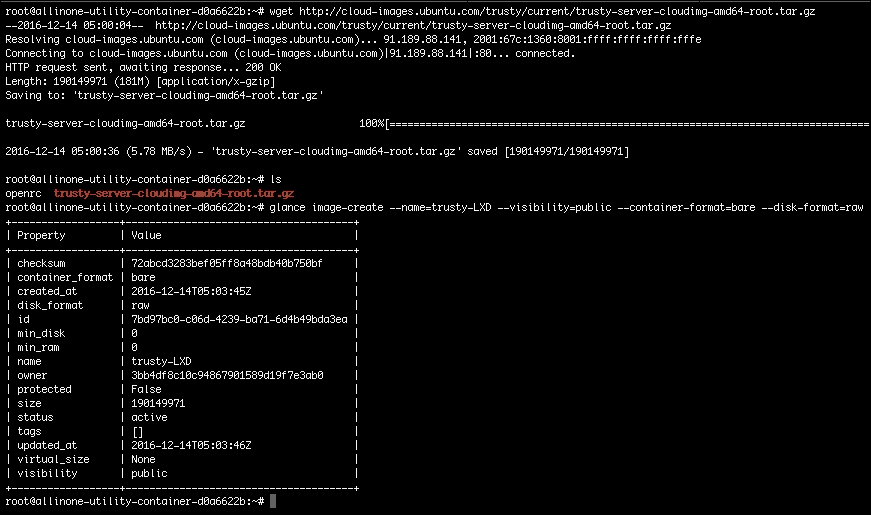 root@allinone-utility-container-d0a6622b:~# wget http://cloud-images.ubuntu.com/trusty/current/trusty-server-cloudimg-amd64-root.tar.gz
--2016-12-14 05:00:04--  http://cloud-images.ubuntu.com/trusty/current/trusty-server-cloudimg-amd64-root.tar.gz
Resolving cloud-images.ubuntu.com (cloud-images.ubuntu.com)... 91.189.88.141, 2001:67c:1360:8001:ffff:ffff:ffff:fffe
Connecting to cloud-images.ubuntu.com (cloud-images.ubuntu.com)|91.189.88.141|:80... connected.
HTTP request sent, awaiting response... 200 OK
Length: 190149971 (181M) [application/x-gzip]
Saving to: 'trusty-server-cloudimg-amd64-root.tar.gz'
trusty-server-cloudimg-amd64-root.tar.gz 100%[================================================================================
2016-12-14 05:00:36 (5.78 MB/s) - 'trusty-server-cloudimg-amd64-root.tar.gz' saved [190149971/190149971]
root@allinone-utility-container-d0a6622b:~# ls
openrc  trusty-server-cloudimg-amd64-root.tar.gz
root@allinone-utility-container-d0a6622b:~# glance image-create --name=trusty-LXD --visibility=public --container-format=bare --disk-format=raw
+------------------+--------------------------------------+
| Property         | Value                                |
+------------------+--------------------------------------+
| checksum         | 72abcd3283bef05ff8a48bdb40b750bf     |
| container_format | bare                                 |
| created_at       | 2016-12-14T05:03:45Z                 |
| disk_format      | raw                                  |
| id               | 7bd97bc0-c06d-4239-ba71-6d4b49bda3ea |
| min_disk         | 0                                    |
| min_ram          | 0                                    |
| name             | trusty-LXD                           |
| owner            | 3bb4df8c10c94867901589d19f7e3ab0     |
| protected        | False                                |
| size             | 190149971                            |
| status           | active                               |
| tags             | []                                   |
| updated_at       | 2016-12-14T05:03:46Z                 |
| virtual_size     | None                                 |
| visibility       | public                               |
+------------------+--------------------------------------+
root@allinone-utility-container-d0a6622b:~#